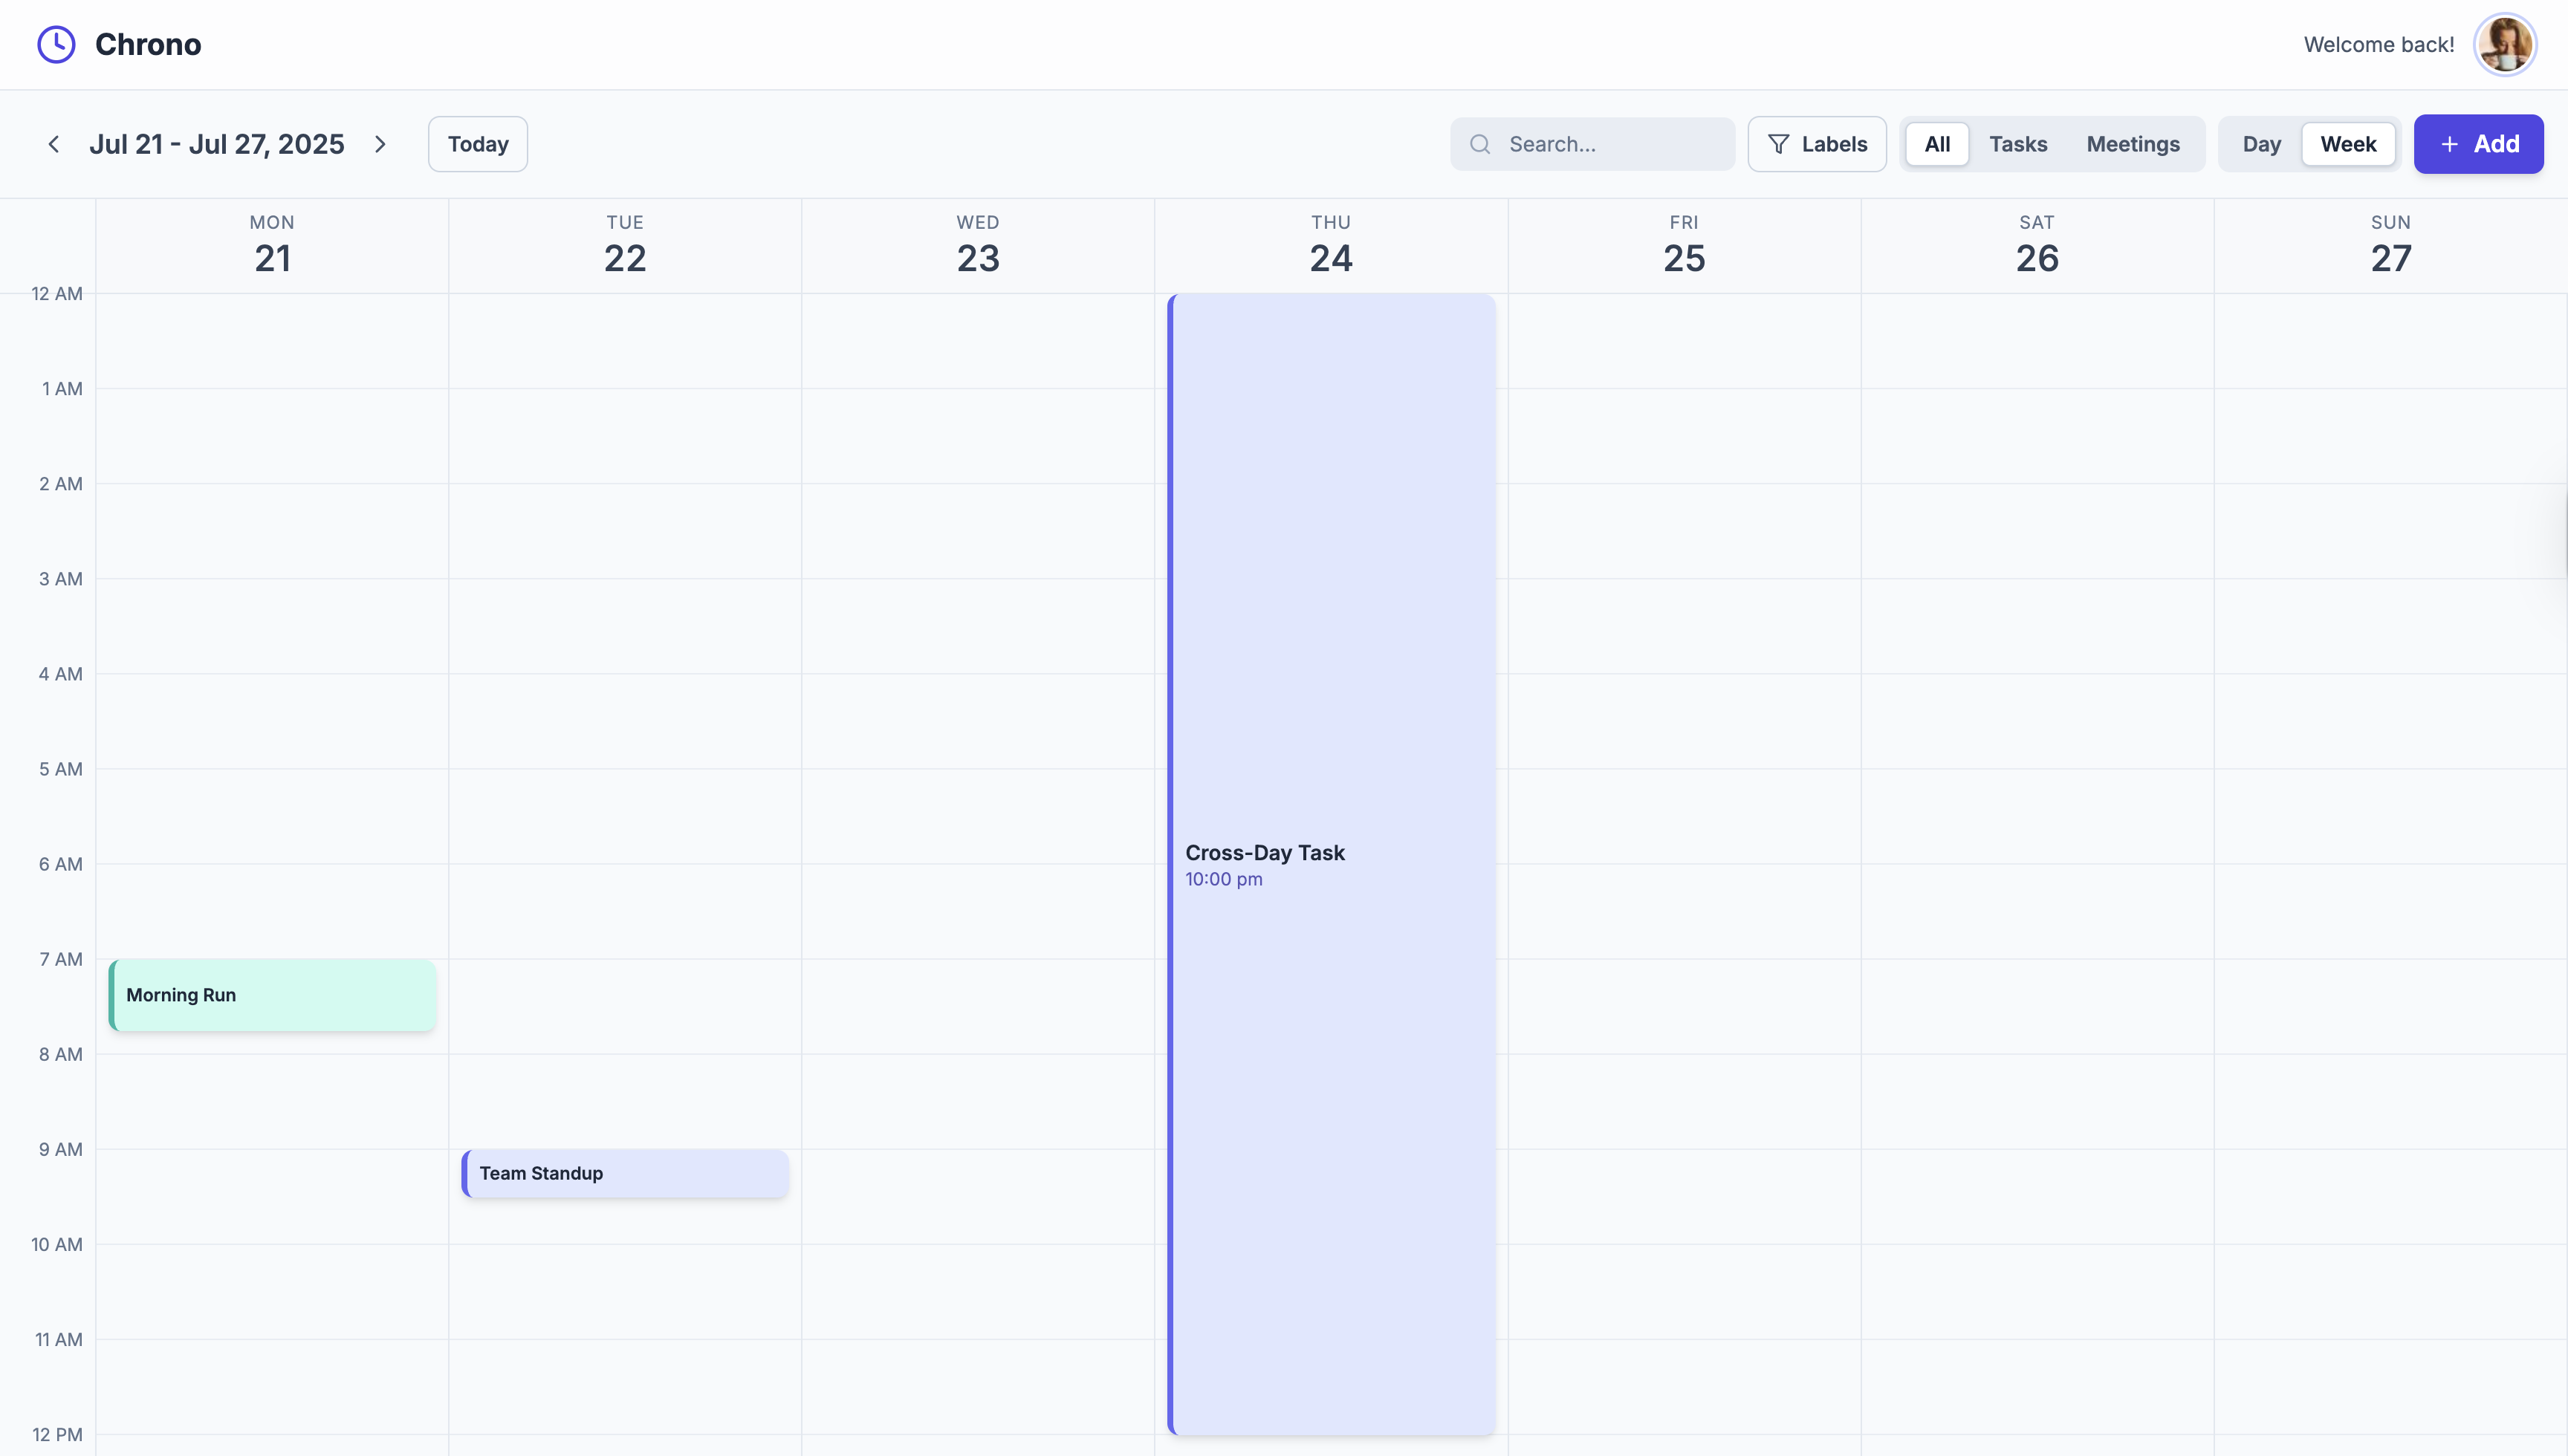 Chrono
Welcome back!
Jul 21 - Jul 27, 2025
Today
Search...
Labels
All
Tasks
Meetings
Day
Week
+ Add
MON
21
TUE
22
WED
23
THU
24
FRI
25
SAT
26
SUN
27
12 AM
1 AM
2 AM
3 AM
4 AM
5 AM
6 AM
7 AM
8 AM
9 AM
10 AM
11 AM
12 PM
Morning Run
Team Standup
Cross-Day Task
10:00 pm